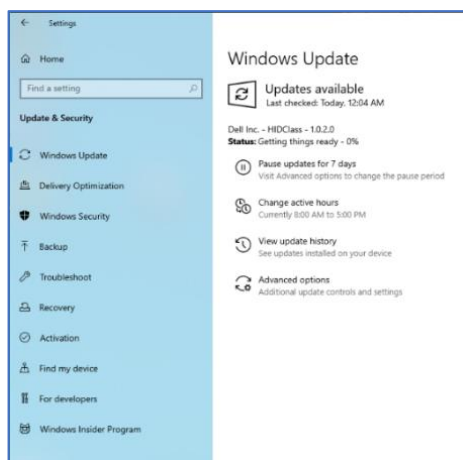 Settings
Home
Find a setting
Update & Security
Windows Update
Delivery Optimization
Windows Security
Backup
Troubleshoot
Recovery
Activation
Find my device
For developers
Windows Insider Program
Windows Update
Updates available
Last checked: Today, 12:04 AM
Dell Inc. - HIDClass - 1.0.2.0
Status: Getting things ready - 0%
Pause updates for 7 days
Visit Advanced options to change the pause period
Change active hours
Currently 8:00 AM to 5:00 PM
View update history
See updates installed on your device
Advanced options
Additional update controls and settings